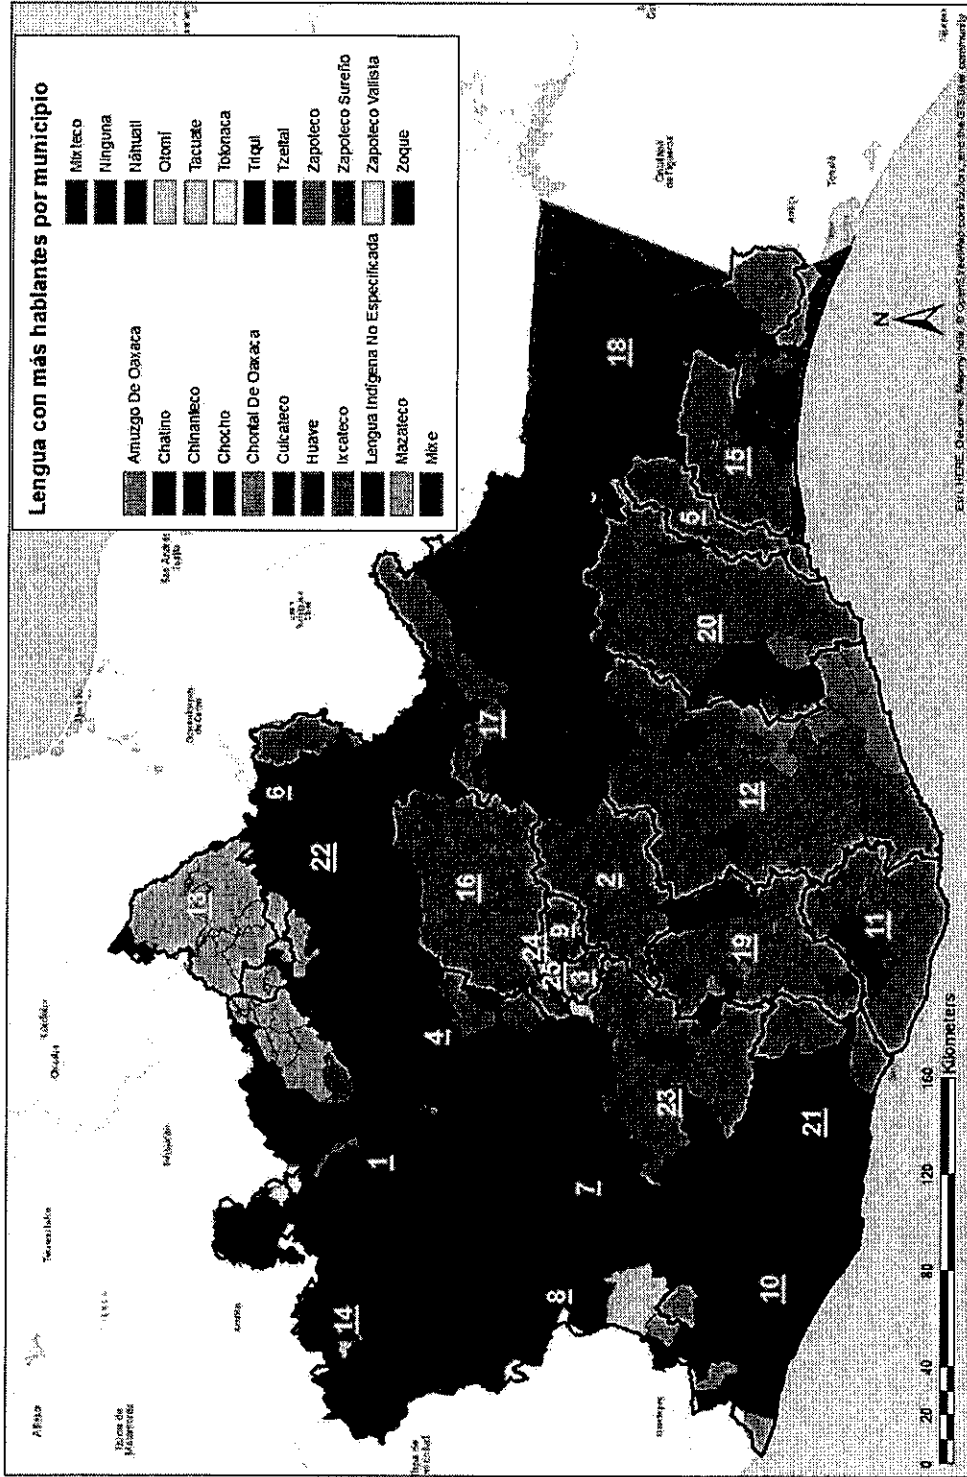 Lengua con más hablantes por municipio
Amuzgo De Oaxaca
Chatino
Chinanteco
Chocho
Chontal De Oaxaca
Cuicateco
Huave
Ixcateco
Lengua Indígena No Especificada
Mazateco
Mixe
Mixteco
Ninguna
Náhuatl
Otomí
Tacuate
Totonaca
Triqui
Tzeltal
Zapoteco
Zapoteco Sureño
Zapoteco Vallista
Zoque
13
6
22
14
1
4
16
17
18
24
25
9
3
2
5
15
8
7
23
19
12
20
10
21
11
N
0 20 40 80 120 160
Kilometers